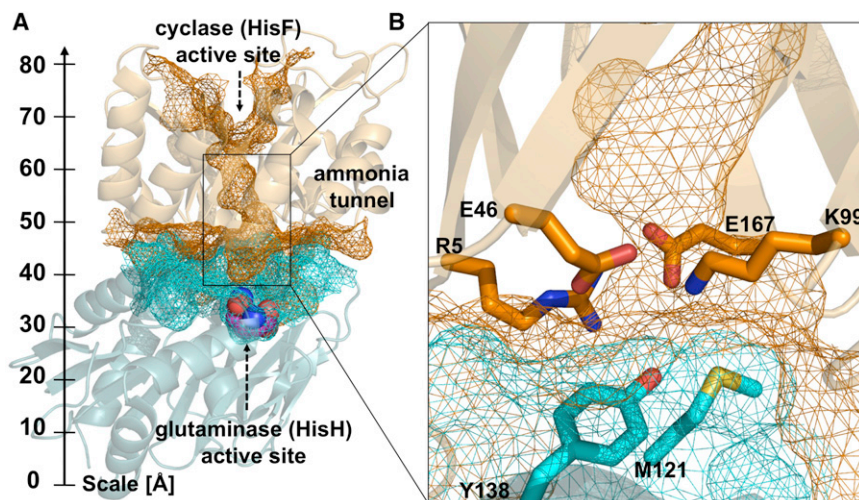 A
cyclase (HisF)
active site
80
70
60
50
40
30
20
10
0
Scale [Å]
ammonia
tunnel
glutaminase (HisH)
active site
B
E46
E167
K99
R5
M121
Y138